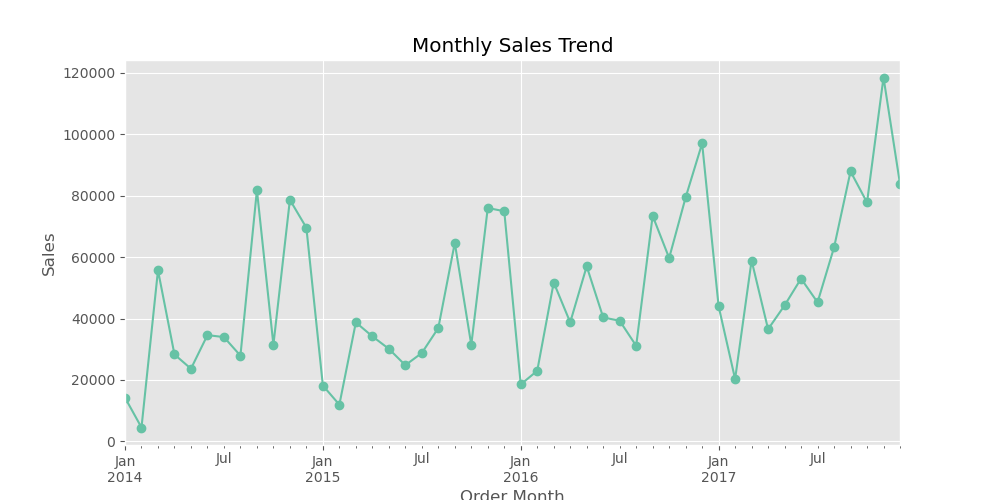 Monthly Sales Trend
120000
100000
80000
60000
40000
20000
0
Sales
Jan Jul Jan Jul Jan Jul Jan Jul
2014 2015 2016 2017
Order Month